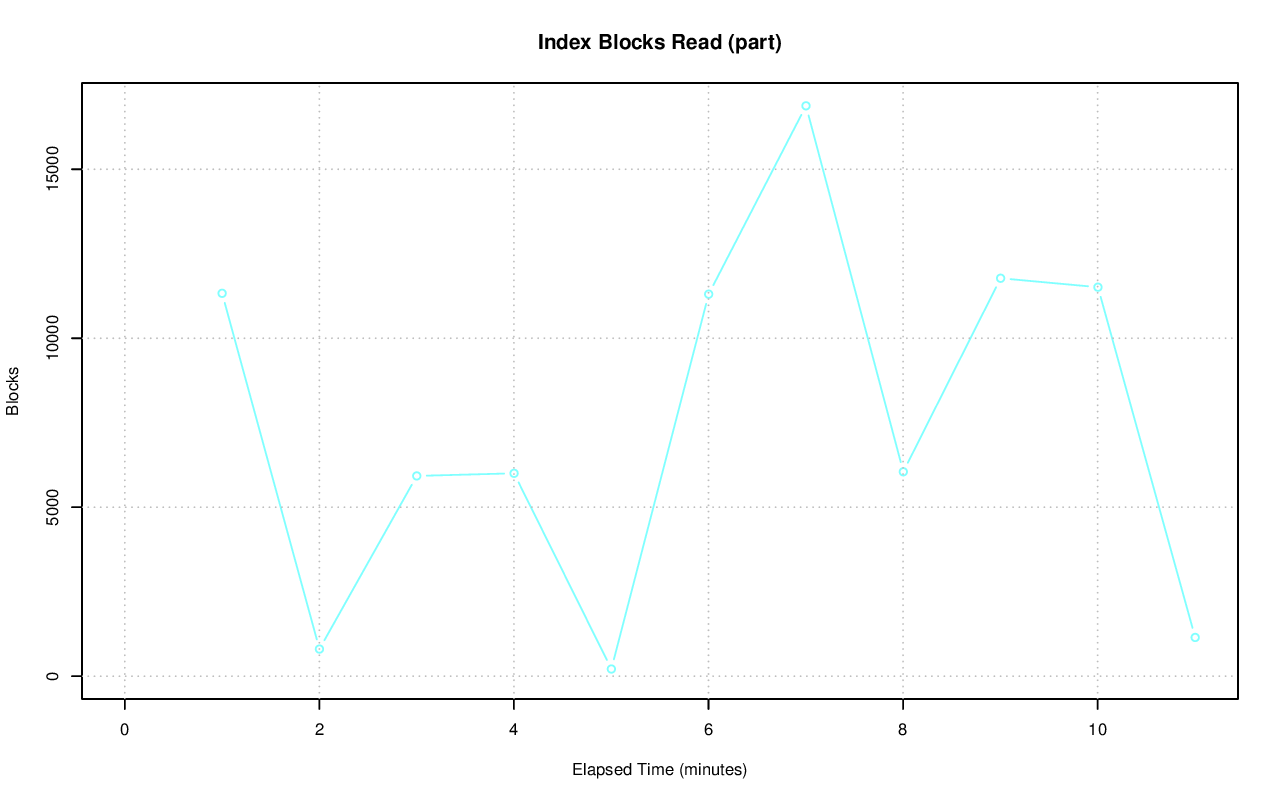 Index Blocks Read (part)
Blocks
15000
10000
5000
0
0 2 4 6 8 10
Elapsed Time (minutes)